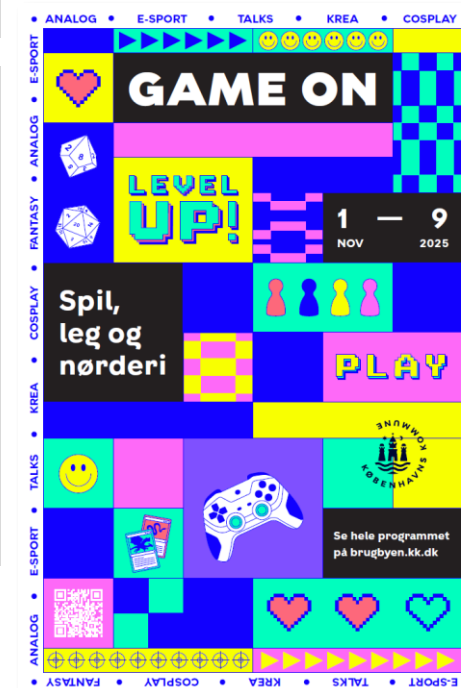 ANALOG • E-SPORT • TALKS • KREA • COSPLAY
E-SPORT
ANALOG
FANTASY
COSPLAY
KREA
TALKS
E-SPORT
ANALOG
GAME ON
LEVEL
UP!
1 — 9
NOV 2025
Spil,
leg og
nørderi
PLAY
KØBENHAVNS KOMMUNE
Se hele programmet
på brugbyen.kk.dk
FANTASY • COSPLAY • KREA • TALKS • E-SPORT